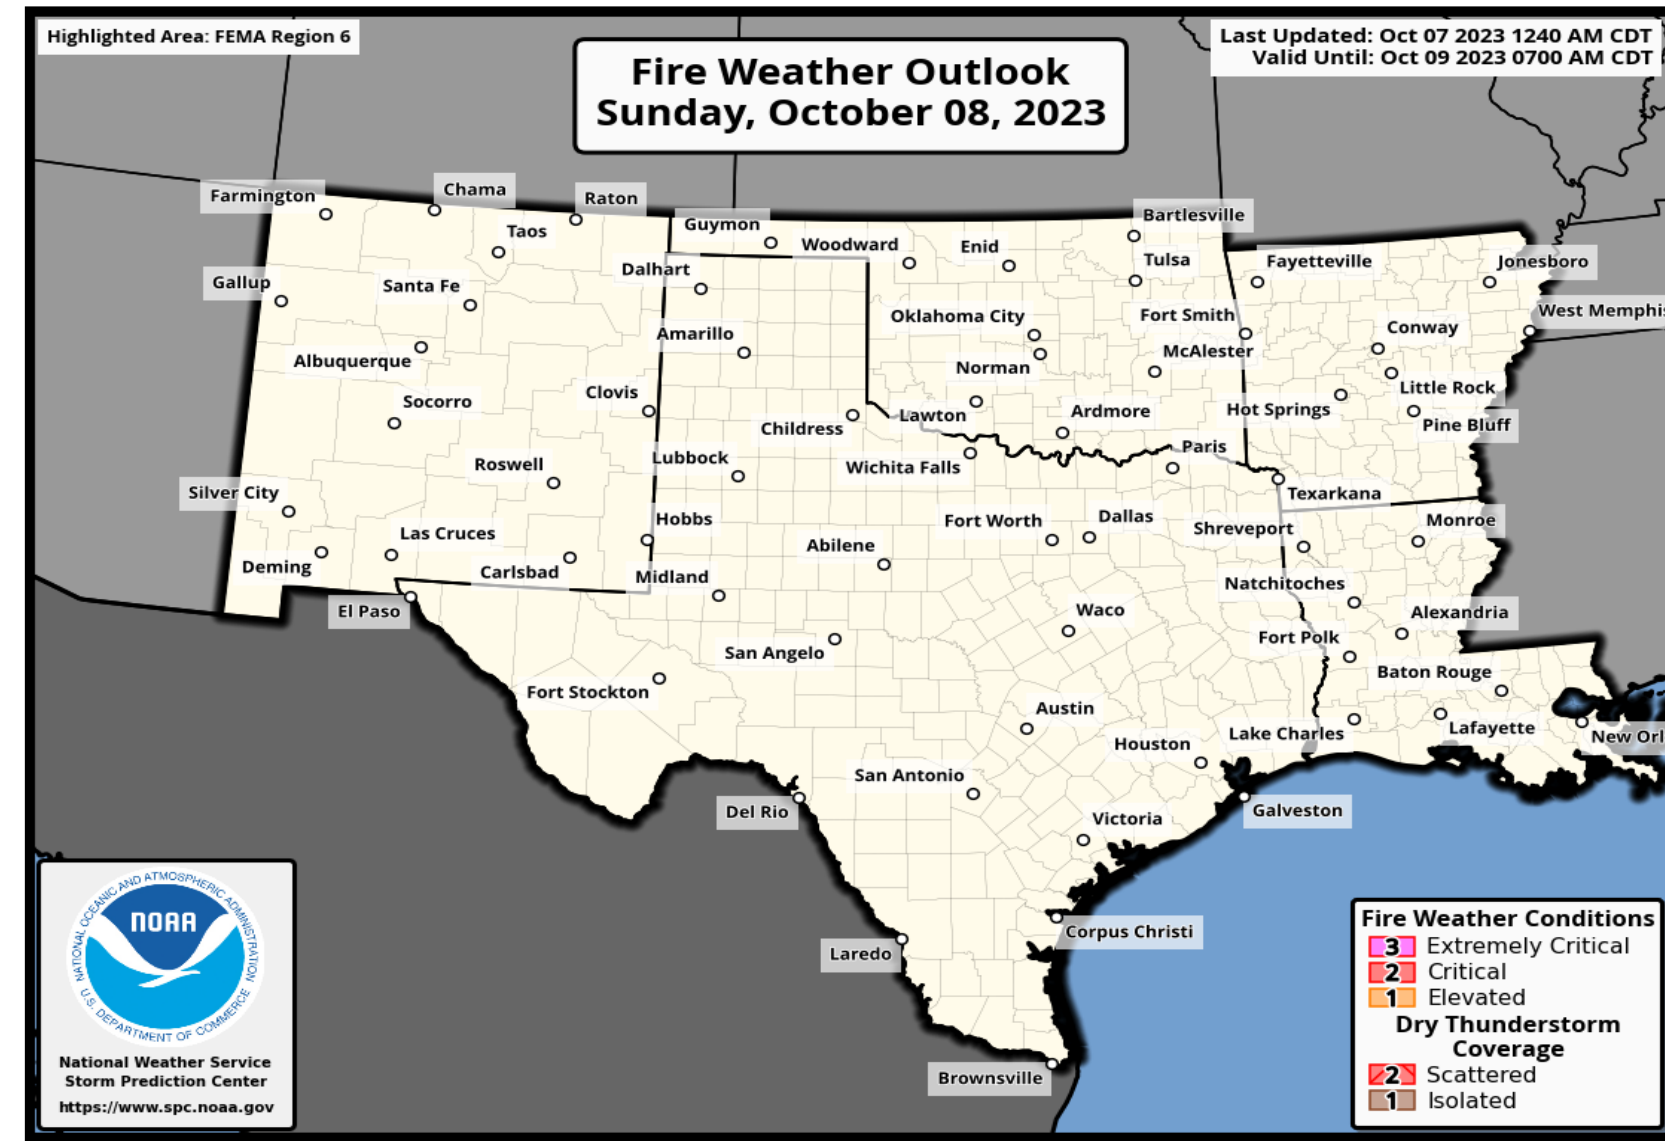 Highlighted Area: FEMA Region 6
Last Updated: Oct 07 2023 1240 AM CDT
Valid Until: Oct 09 2023 0700 AM CDT
Fire Weather Outlook
Sunday, October 08, 2023
Farmington
Chama
Raton
Taos
Guymon
Woodward
Enid
Bartlesville
Tulsa
Fayetteville
Jonesboro
Gallup
Santa Fe
Dalhart
Oklahoma City
Fort Smith
West Memphis
Albuquerque
Amarillo
Norman
McAlester
Conway
Socorro
Clovis
Childress
Lawton
Ardmore
Hot Springs
Little Rock
Pine Bluff
Roswell
Lubbock
Wichita Falls
Paris
Silver City
Texarkana
Las Cruces
Hobbs
Fort Worth
Dallas
Shreveport
Monroe
Deming
Carlsbad
Midland
Abilene
Natchitoches
El Paso
Waco
Alexandria
San Angelo
Fort Polk
Fort Stockton
Baton Rouge
Austin
Houston
Lake Charles
Lafayette
New Orl
San Antonio
Del Rio
Victoria
Galveston
Corpus Christi
Laredo
Brownsville
NATIONAL OCEANIC AND ATMOSPHERIC ADMINISTRATION
NOAA
U.S. DEPARTMENT OF COMMERCE
National Weather Service
Storm Prediction Center
https://www.spc.noaa.gov
Fire Weather Conditions
3 Extremely Critical
2 Critical
1 Elevated
Dry Thunderstorm
Coverage
2 Scattered
1 Isolated